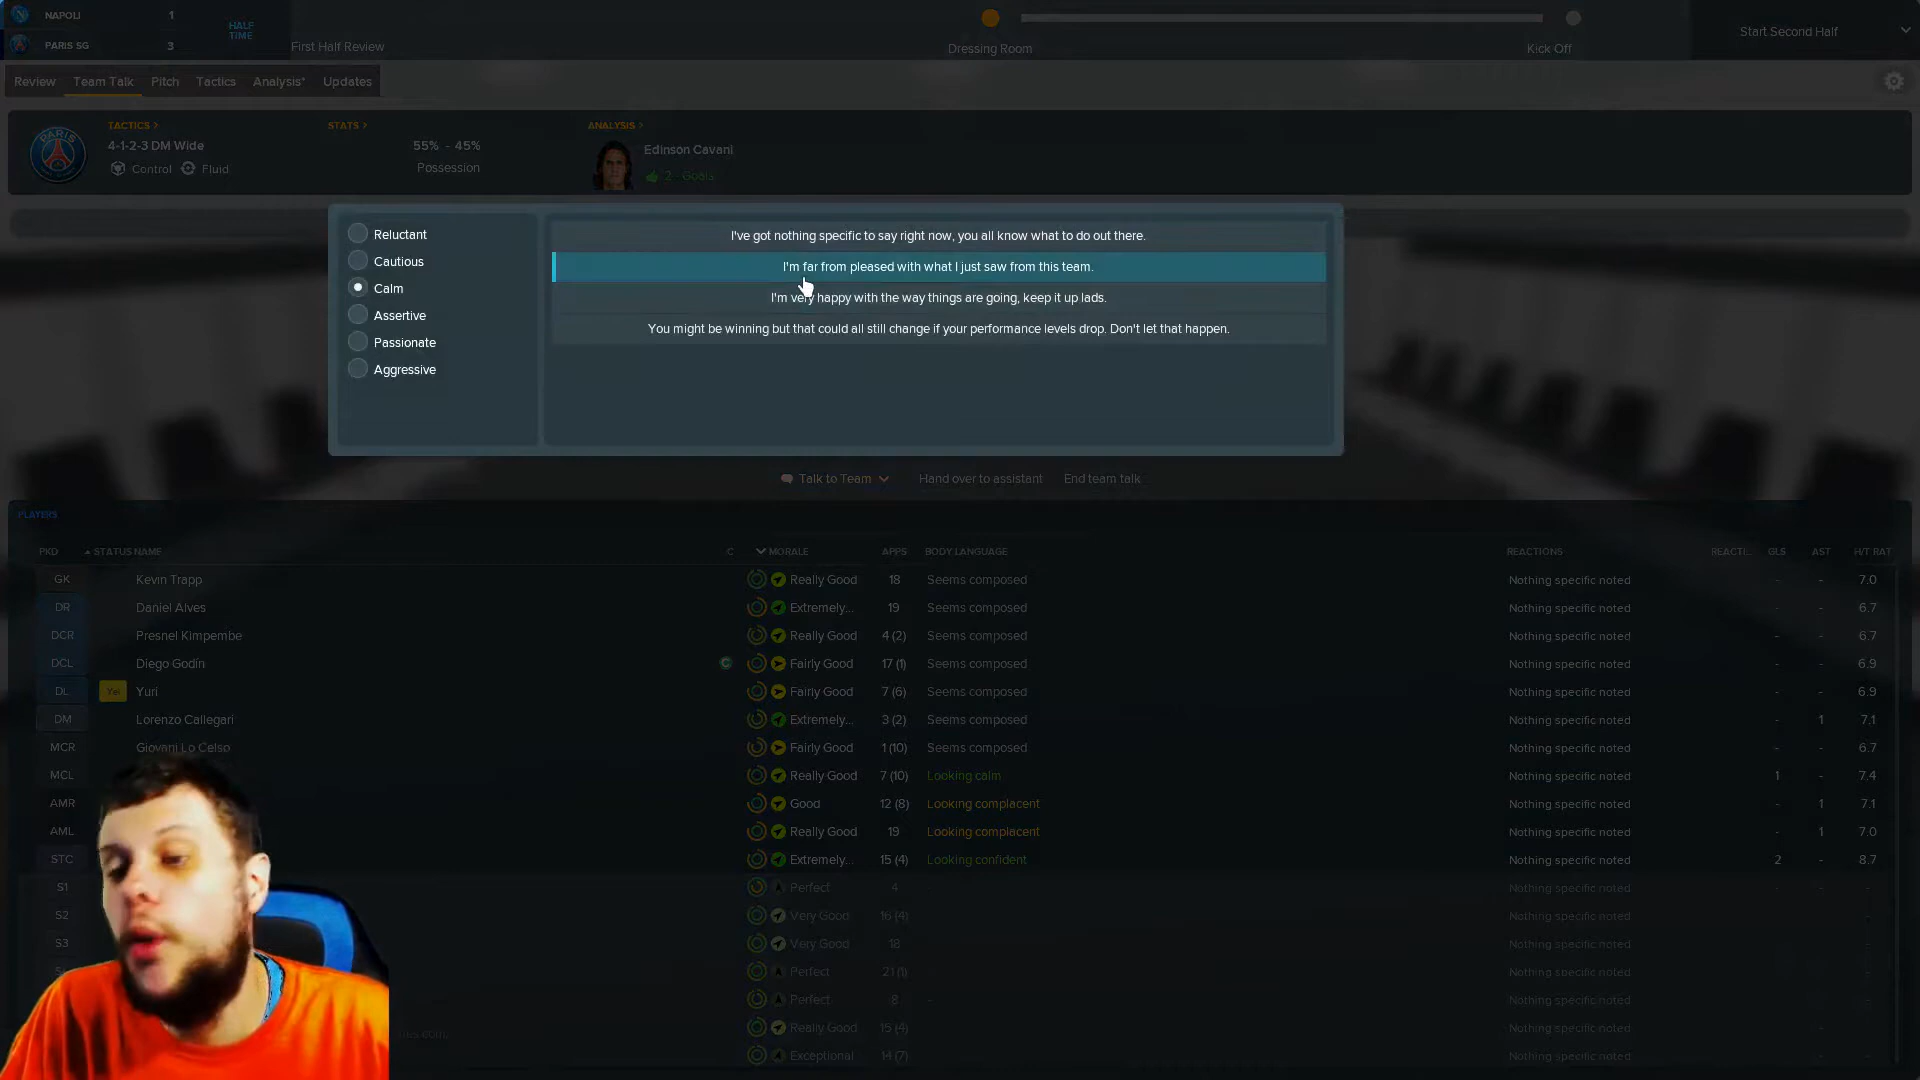 NAPOLI 1
PARIS SG 3
HALF TIME
First Half Review
Dressing Room
Kick Off
Start Second Half
Review Team Talk Pitch Tactics Analysis* Updates
PARIS
TACTICS >
4-1-2-3 DM Wide
Control Fluid
STATS >
55% - 45%
Possession
ANALYSIS >
Edinson Cavani
2 - Goals
Reluctant
Cautious
Calm
Assertive
Passionate
Aggressive
I've got nothing specific to say right now, you all know what to do out there.
I'm far from pleased with what I just saw from this team.
I'm very happy with the way things are going, keep it up lads.
You might be winning but that could all still change if your performance levels drop. Don't let that happen.
Talk to Team Hand over to assistant End team talk
PLAYERS
PKD STATUS NAME C MORALE APPS BODY LANGUAGE REACTIONS REACTI... GLS AST H/T RAT
GK Kevin Trapp Really Good 18 Seems composed Nothing specific noted - - 7.0
DR Daniel Alves Extremely... 19 Seems composed Nothing specific noted - - 6.7
DCR Presnel Kimpembe Really Good 4 (2) Seems composed Nothing specific noted - - 6.7
DCL Diego Godín C Fairly Good 17 (1) Seems composed Nothing specific noted - - 6.9
DL Yel Yuri Fairly Good 7 (6) Seems composed Nothing specific noted - - 6.9
DM Lorenzo Callegari Extremely... 3 (2) Seems composed Nothing specific noted - 1 7.1
MCR Giovani Lo Celso Fairly Good 1 (10) Seems composed Nothing specific noted - - 6.7
MCL Really Good 7 (10) Looking calm Nothing specific noted 1 - 7.4
AMR Good 12 (8) Looking complacent Nothing specific noted - 1 7.1
AML Really Good 19 Looking complacent Nothing specific noted - 1 7.0
STC Extremely... 15 (4) Looking confident Nothing specific noted 2 - 8.7
S1 Perfect 4 - Nothing specific noted - - -
S2 Very Good 16 (4) - Nothing specific noted -
S3 Very Good 18 Nothing specific noted -
Perfect 21 (1) Nothing specific noted -
Perfect 8 - Nothing specific noted - -
Really Good 15 (4) Nothing specific noted - -
Exceptional 14 (7) Nothing specific noted - -